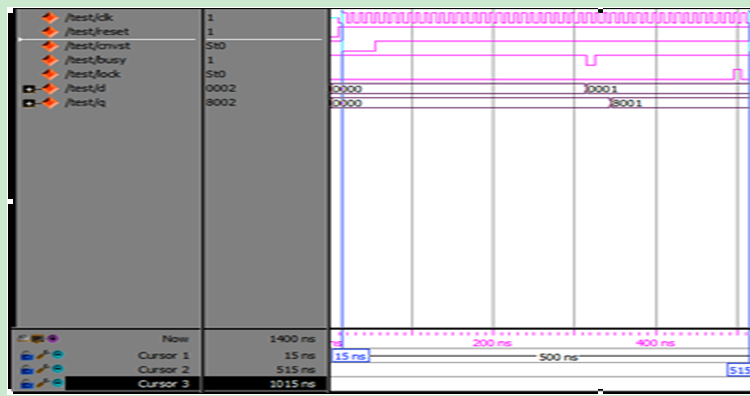 /test/clk 1
/test/reset 1
/test/cnvst St0
/test/busy 1
/test/lock St0
/test/d 0002 0000 0001
/test/q 8002 0000 8001
Now 1400 ns ns 200 ns 400 ns
Cursor 1 15 ns 15 ns 500 ns
Cursor 2 515 ns 515
Cursor 3 1015 ns